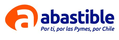 abastible
Por ti, por las Pymes, por Chile